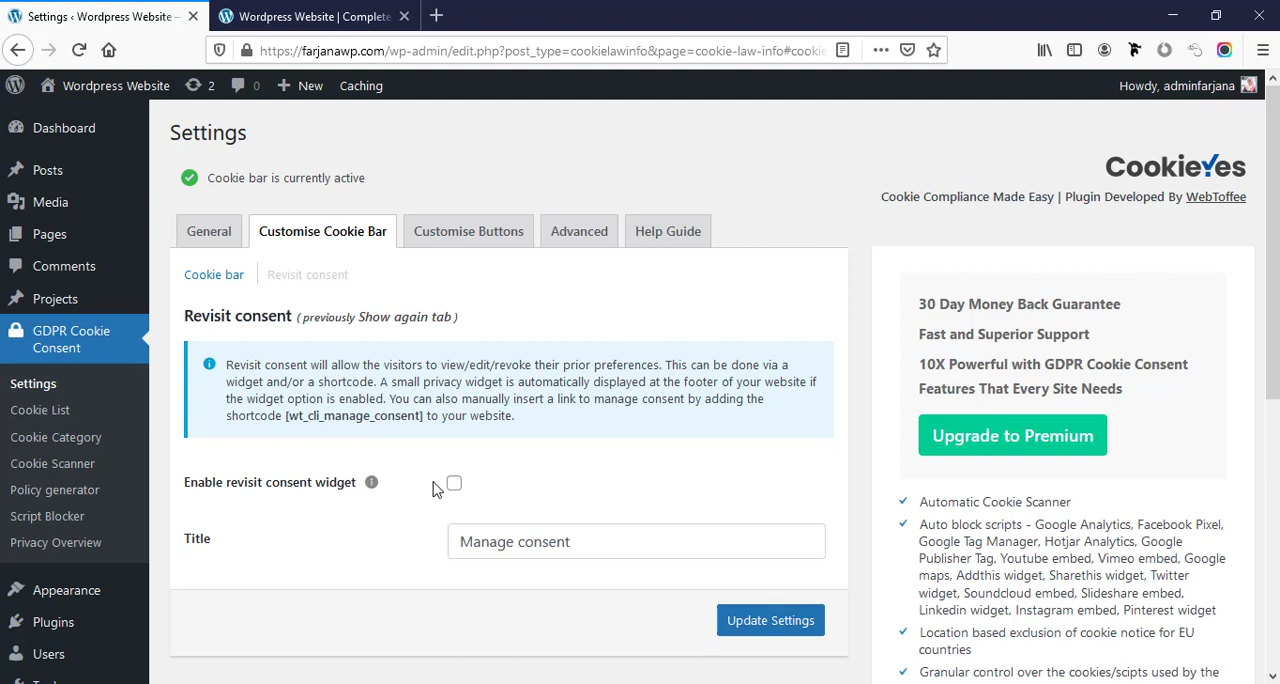 Settings ‹ Wordpress Website —
Wordpress Website | Complete
https://farjanawp.com/wp-admin/edit.php?post_type=cookielawinfo&page=cookie-law-info#cookie-
Wordpress Website
2
0
New
Caching
Howdy, adminfarjana
Dashboard
Posts
Media
Pages
Comments
Projects
GDPR Cookie
Consent
Settings
Cookie List
Cookie Category
Cookie Scanner
Policy generator
Script Blocker
Privacy Overview
Appearance
Plugins
Users
Settings
Cookie bar is currently active
General
Customise Cookie Bar
Customise Buttons
Advanced
Help Guide
Cookie bar
Revisit consent
Revisit consent ( previously Show again tab )
Revisit consent will allow the visitors to view/edit/revoke their prior preferences. This can be done via a
widget and/or a shortcode. A small privacy widget is automatically displayed at the footer of your website if
the widget option is enabled. You can also manually insert a link to manage consent by adding the
shortcode [wt_cli_manage_consent] to your website.
Enable revisit consent widget
Title
Manage consent
Update Settings
CookieYes
Cookie Compliance Made Easy | Plugin Developed By WebToffee
30 Day Money Back Guarantee
Fast and Superior Support
10X Powerful with GDPR Cookie Consent
Features That Every Site Needs
Upgrade to Premium
Automatic Cookie Scanner
Auto block scripts - Google Analytics, Facebook Pixel,
Google Tag Manager, Hotjar Analytics, Google
Publisher Tag, Youtube embed, Vimeo embed, Google
maps, Addthis widget, Sharethis widget, Twitter
widget, Soundcloud embed, Slideshare embed,
Linkedin widget, Instagram embed, Pinterest widget
Location based exclusion of cookie notice for EU
countries
Granular control over the cookies/scipts used by the